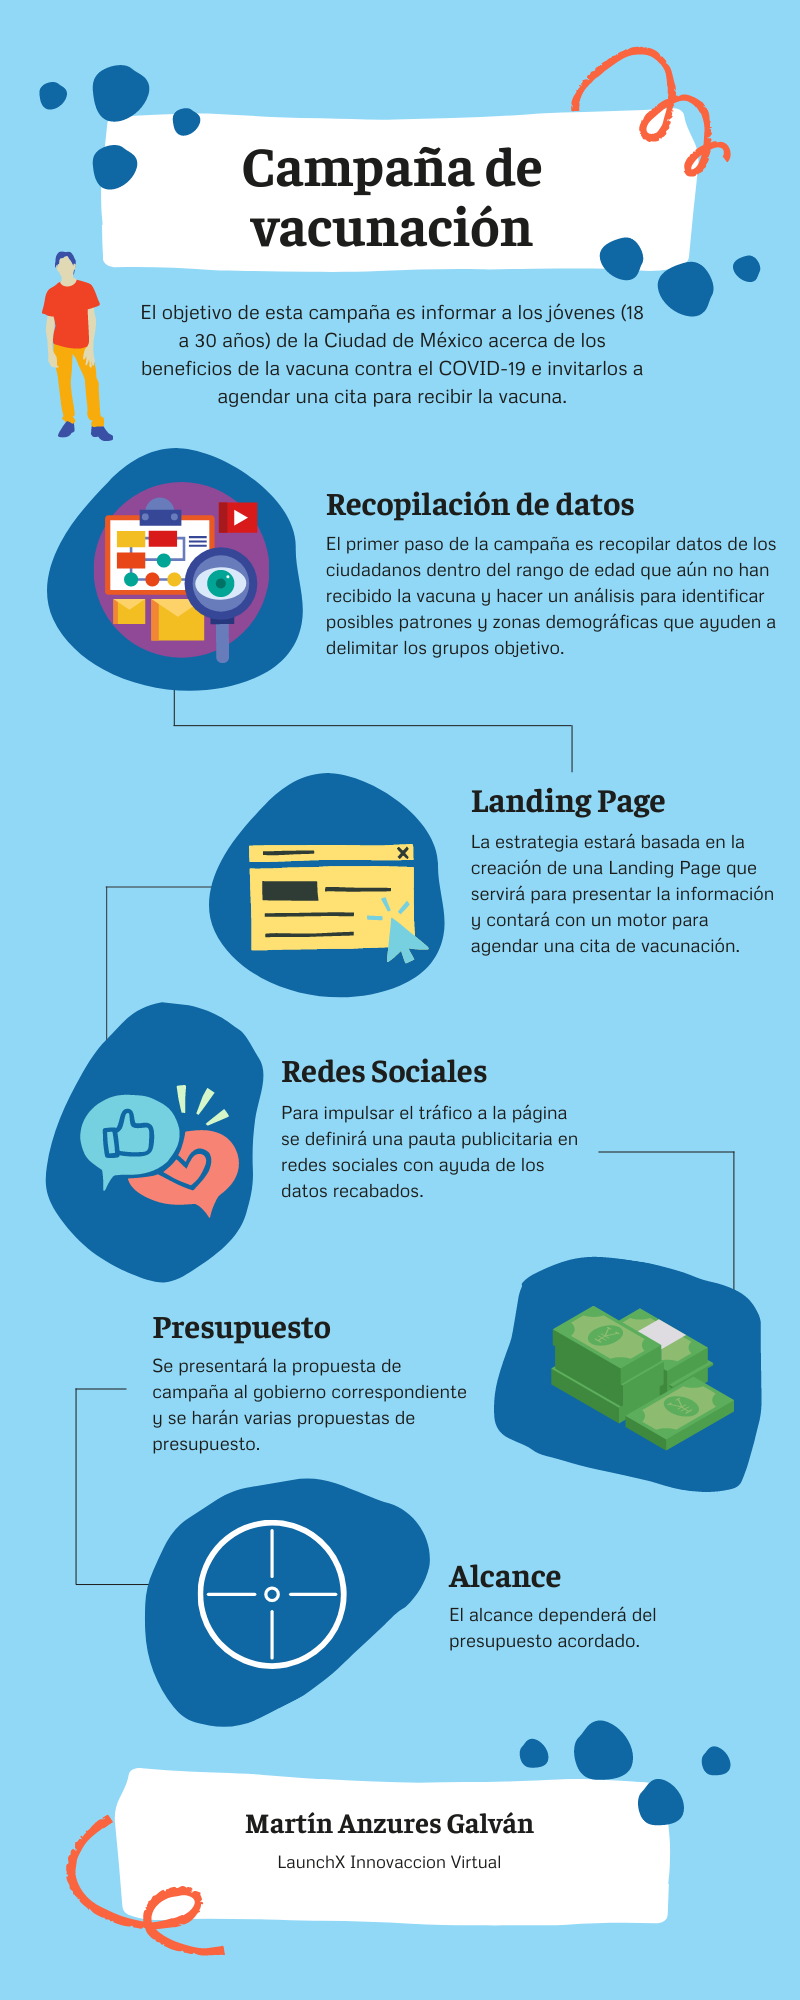 Campaña de
vacunación
El objetivo de esta campaña es informar a los jóvenes (18
a 30 años) de la Ciudad de México acerca de los
beneficios de la vacuna contra el COVID-19 e invitarlos a
agendar una cita para recibir la vacuna.
Recopilación de datos
El primer paso de la campaña es recopilar datos de los
ciudadanos dentro del rango de edad que aún no han
recibido la vacuna y hacer un análisis para identificar
posibles patrones y zonas demográficas que ayuden a
delimitar los grupos objetivo.
Landing Page
La estrategia estará basada en la
creación de una Landing Page que
servirá para presentar la información
y contará con un motor para
agendar una cita de vacunación.
Redes Sociales
Para impulsar el tráfico a la página
se definirá una pauta publicitaria en
redes sociales con ayuda de los
datos recabados.
Presupuesto
Se presentará la propuesta de
campaña al gobierno correspondiente
y se harán varias propuestas de
presupuesto.
Alcance
El alcance dependerá del
presupuesto acordado.
Martín Anzures Galván
LaunchX Innovaccion Virtual